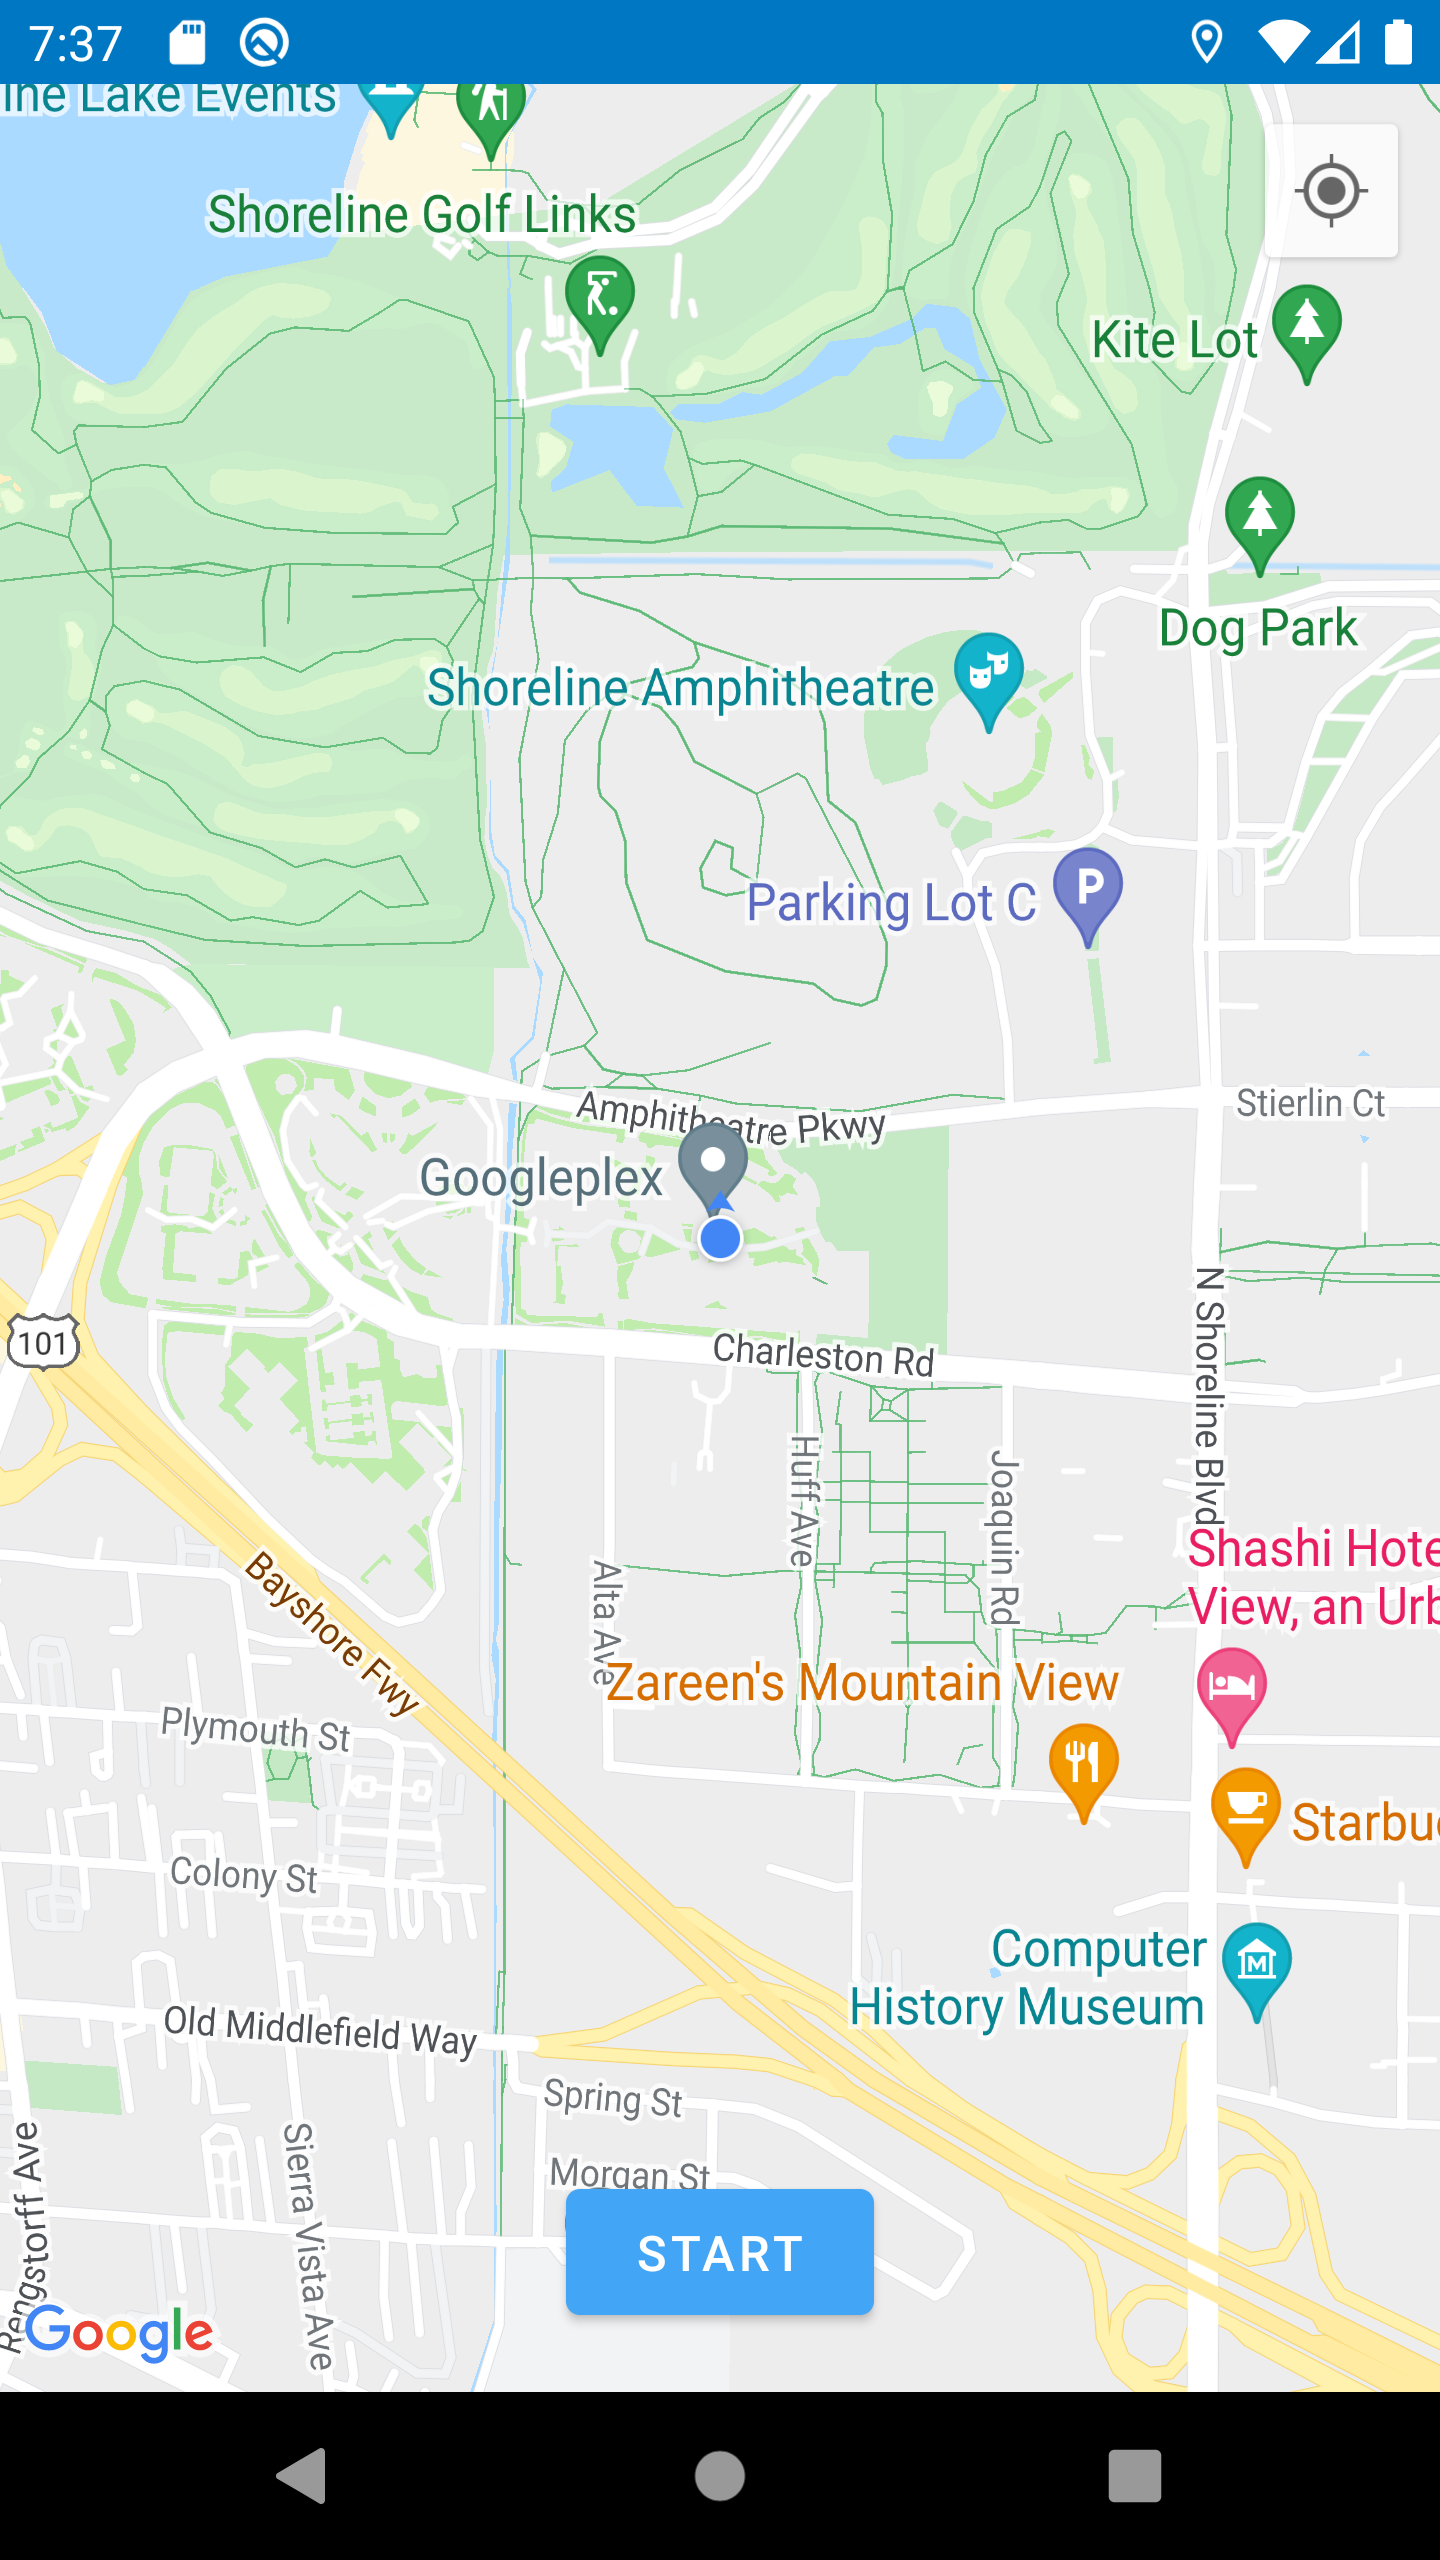 7:37
ine Lake Events
Shoreline Golf Links
Kite Lot
Dog Park
Shoreline Amphitheatre
P
Parking Lot C
Amphitheatre Pkwy
Stierlin Ct
Googleplex
N Shoreline Blvd
101
Charleston Rd
Huff Ave
Joaquin Rd
Shashi Hote
View, an Urb
Bayshore Fwy
Alta Ave
Zareen's Mountain View
Plymouth St
Starbu
Colony St
Computer
History Museum
M
Old Middlefield Way
Spring St
Morgan St
Rengstorff Ave
Sierra Vista Ave
START
Google